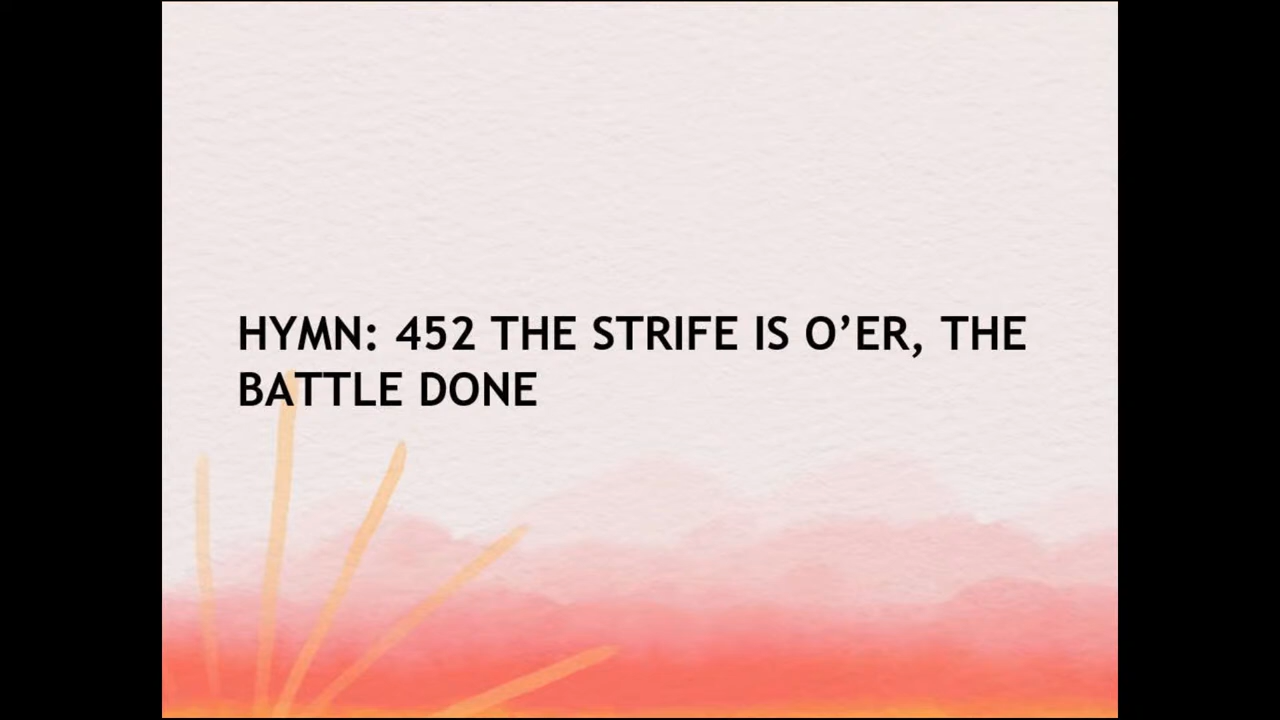 HYMN: 452 THE STRIFE IS O’ER, THE
BATTLE DONE